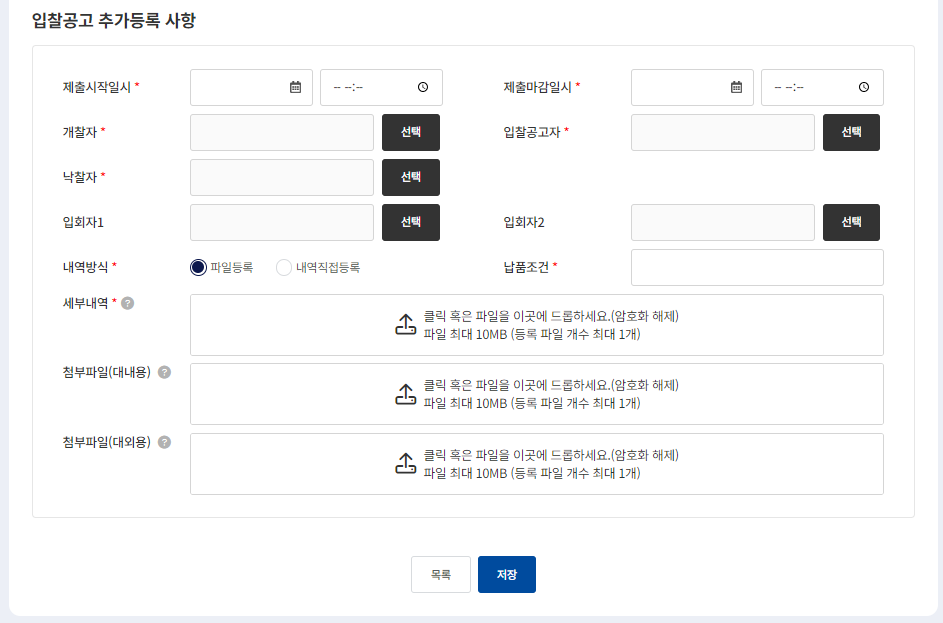 입찰공고 추가등록 사항
제출시작일시 * -- --:-- 제출마감일시 * -- --:--
개찰자 * 선택 입찰공고자 * 선택
낙찰자 * 선택
입회자1 선택 입회자2 선택
내역방식 * 파일등록 내역직접등록 납품조건 *
세부내역 * ?
클릭 혹은 파일을 이곳에 드롭하세요.(암호화 해제)
파일 최대 10MB (등록 파일 개수 최대 1개)
첨부파일(대내용) ?
클릭 혹은 파일을 이곳에 드롭하세요.(암호화 해제)
파일 최대 10MB (등록 파일 개수 최대 1개)
첨부파일(대외용) ?
클릭 혹은 파일을 이곳에 드롭하세요.(암호화 해제)
파일 최대 10MB (등록 파일 개수 최대 1개)
목록 저장